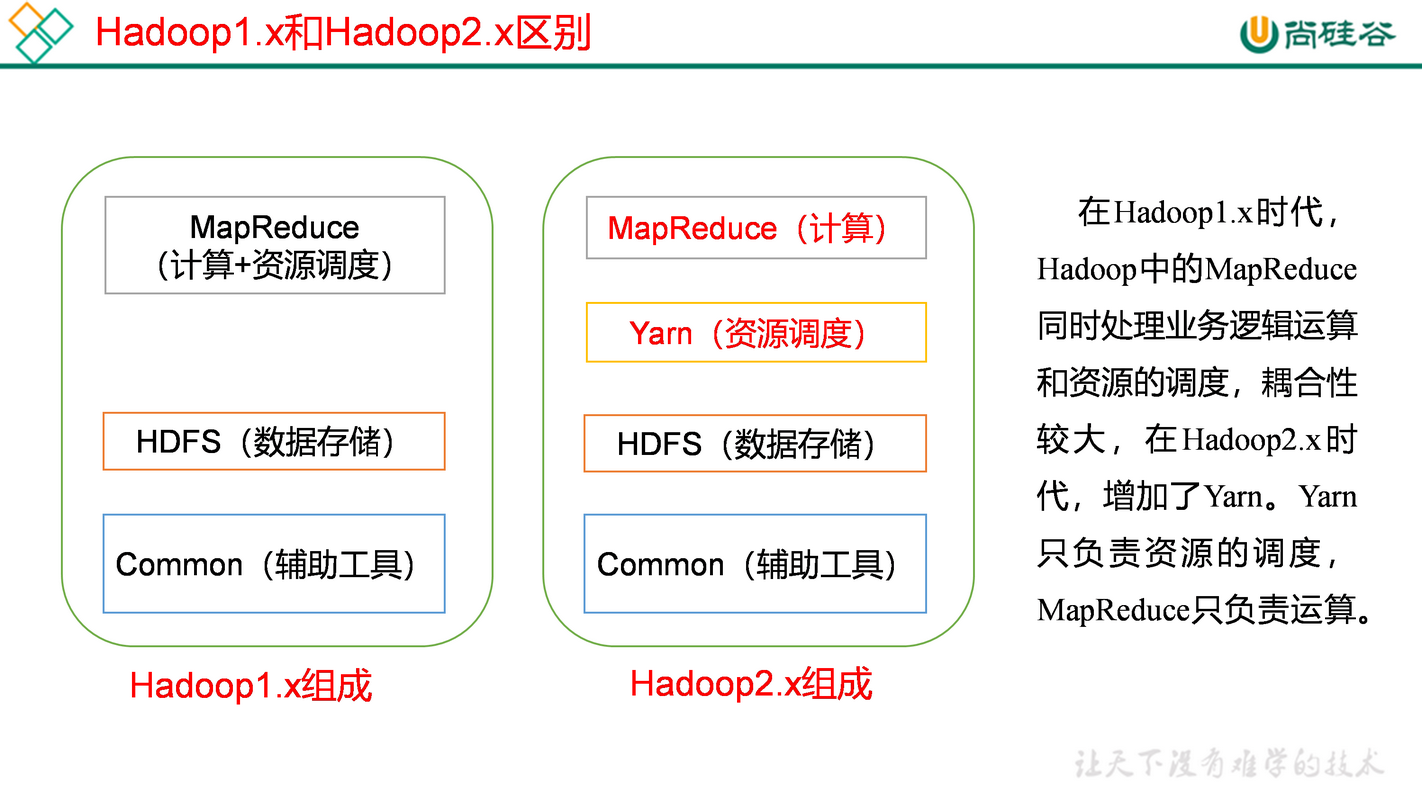 Hadoop1.x和Hadoop2.x区别
尚硅谷
MapReduce
（计算+资源调度）
HDFS（数据存储）
Common（辅助工具）
Hadoop1.x组成
MapReduce（计算）
Yarn（资源调度）
HDFS（数据存储）
Common（辅助工具）
Hadoop2.x组成
在Hadoop1.x时代，
Hadoop中的MapReduce
同时处理业务逻辑运算
和资源的调度，耦合性
较大，在Hadoop2.x时
代，增加了Yarn。Yarn
只负责资源的调度，
MapReduce只负责运算。
让天下没有难学的技术